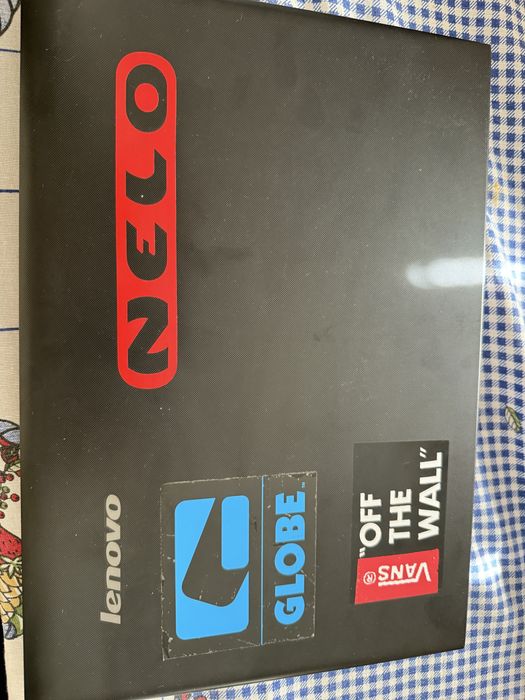 NELO
lenovo
GLOBE
"OFF
THE
WALL"
VANS®